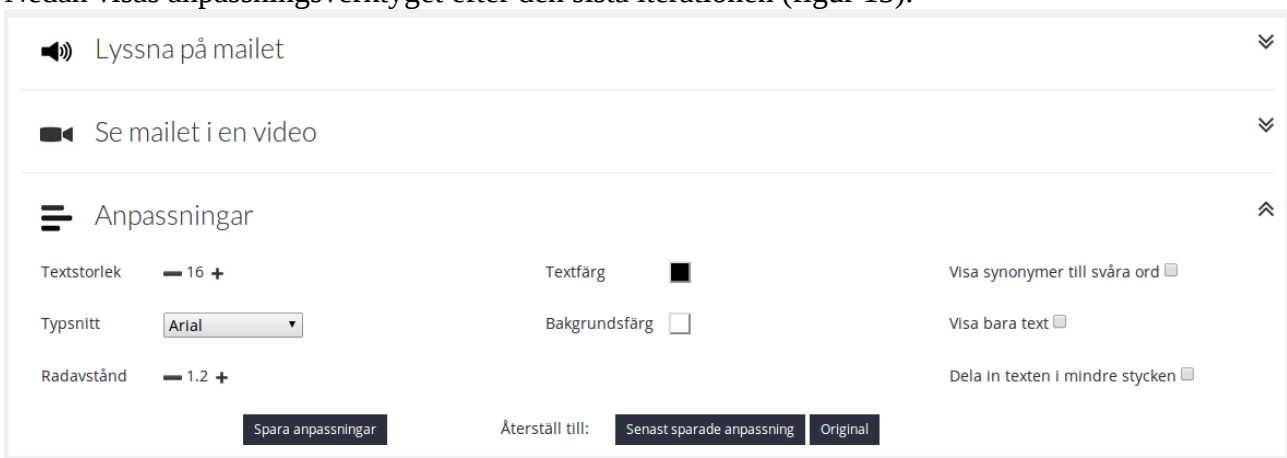 Nedan visas anpassningsverktyget efter den sista iterationen (figur 15).
Lyssna på mailet
Se mailet i en video
Anpassningar
Textstorlek 16 Textfärg Visa synonymer till svåra ord
Typsnitt Arial Bakgrundsfärg Visa bara text
Radavstånd 1.2 Dela in texten i mindre stycken
Spara anpassningar Återställ till: Senast sparade anpassning Original